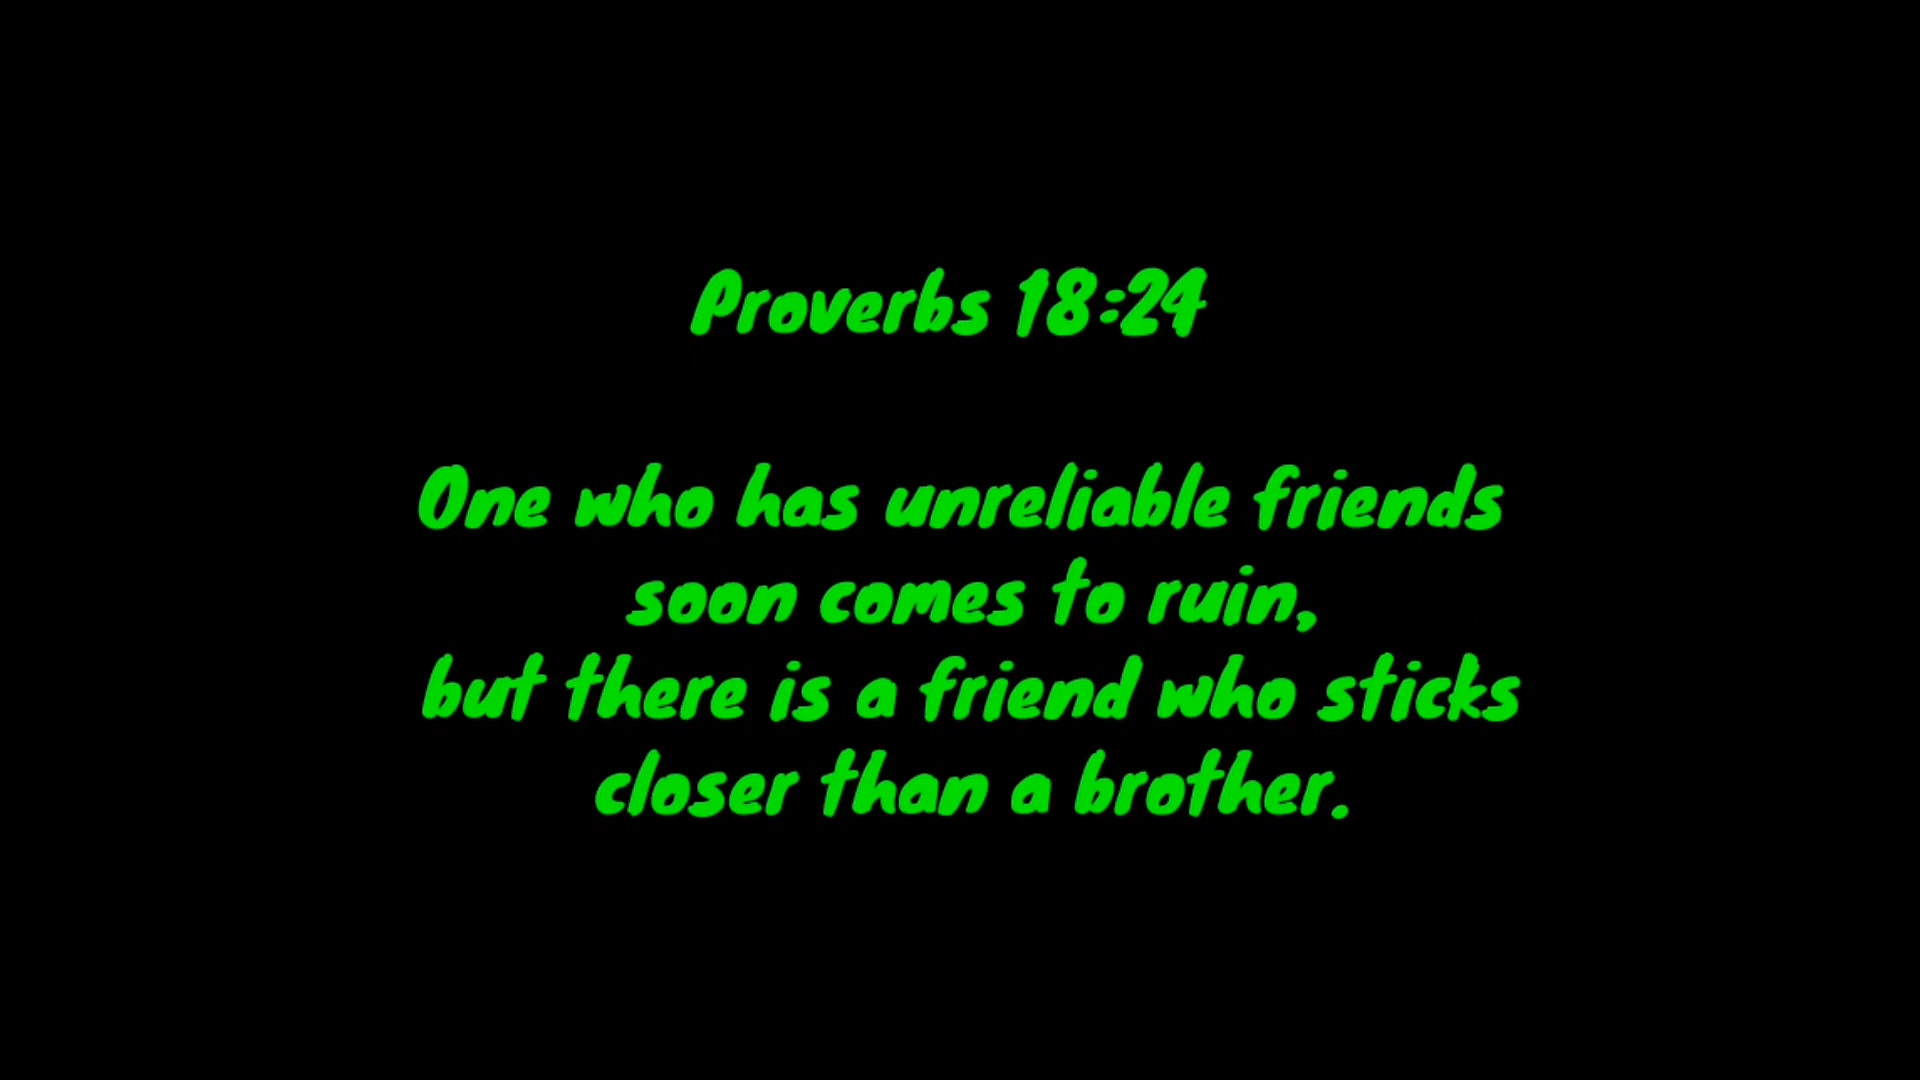 Proverbs 18:24
One who has unreliable friends
soon comes to ruin,
but there is a friend who sticks
closer than a brother.